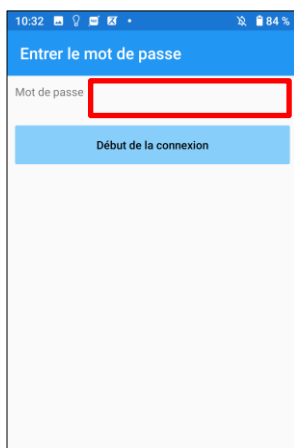 10:32 84 %
Entrer le mot de passe
Mot de passe
Début de la connexion